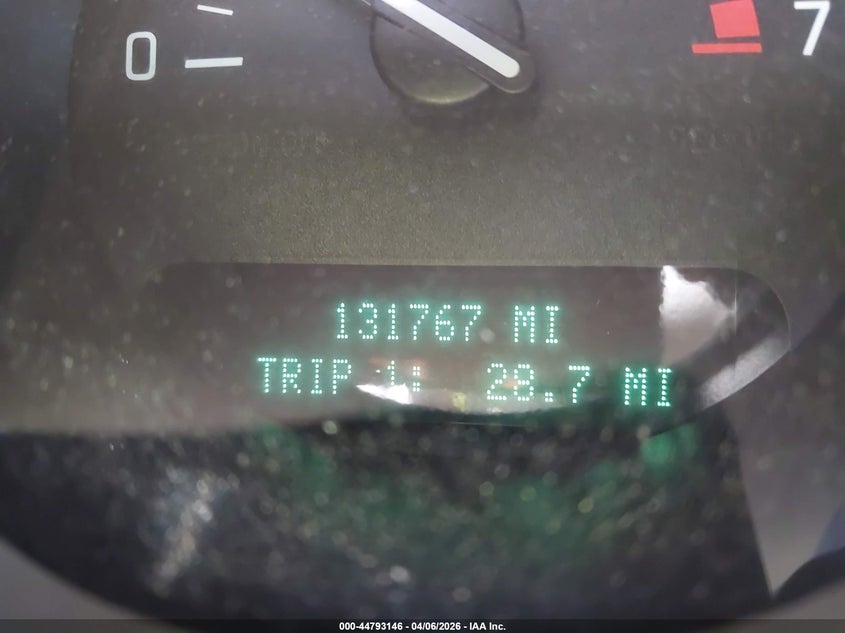 0
7
131767 MI
TRIP 1: 28.7 MI
000-44793146 - 04/06/2026 - IAA Inc.